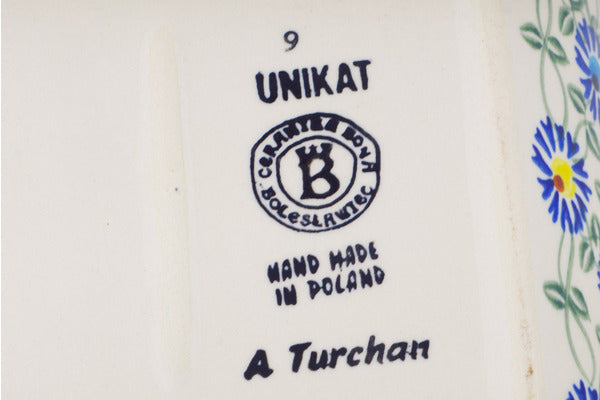 9
UNIKAT
CERAMIKA BONA
B
BOLESŁAWIEC
HAND MADE
IN POLAND
A Turchan